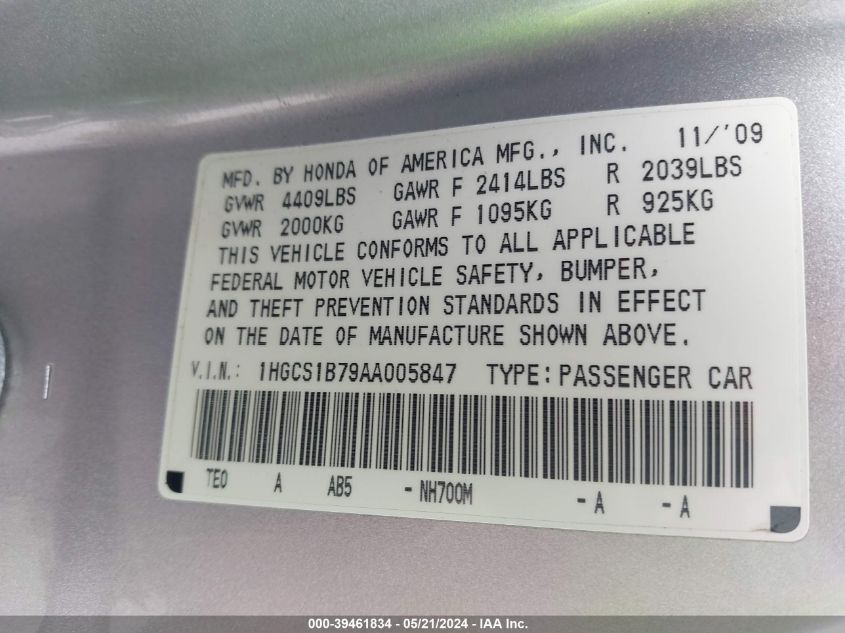 MFD. BY HONDA OF AMERICA MFG., INC. 11/'09
GVWR 4409LBS GAWR F 2414LBS R 2039LBS
GVWR 2000KG GAWR F 1095KG R 925KG
THIS VEHICLE CONFORMS TO ALL APPLICABLE
FEDERAL MOTOR VEHICLE SAFETY, BUMPER,
AND THEFT PREVENTION STANDARDS IN EFFECT
ON THE DATE OF MANUFACTURE SHOWN ABOVE.
V.I.N.: 1HGCS1B79AA005847 TYPE:PASSENGER CAR
TE0 A AB5 -NH700M -A -A
000-39461834 - 05/21/2024 - IAA Inc.